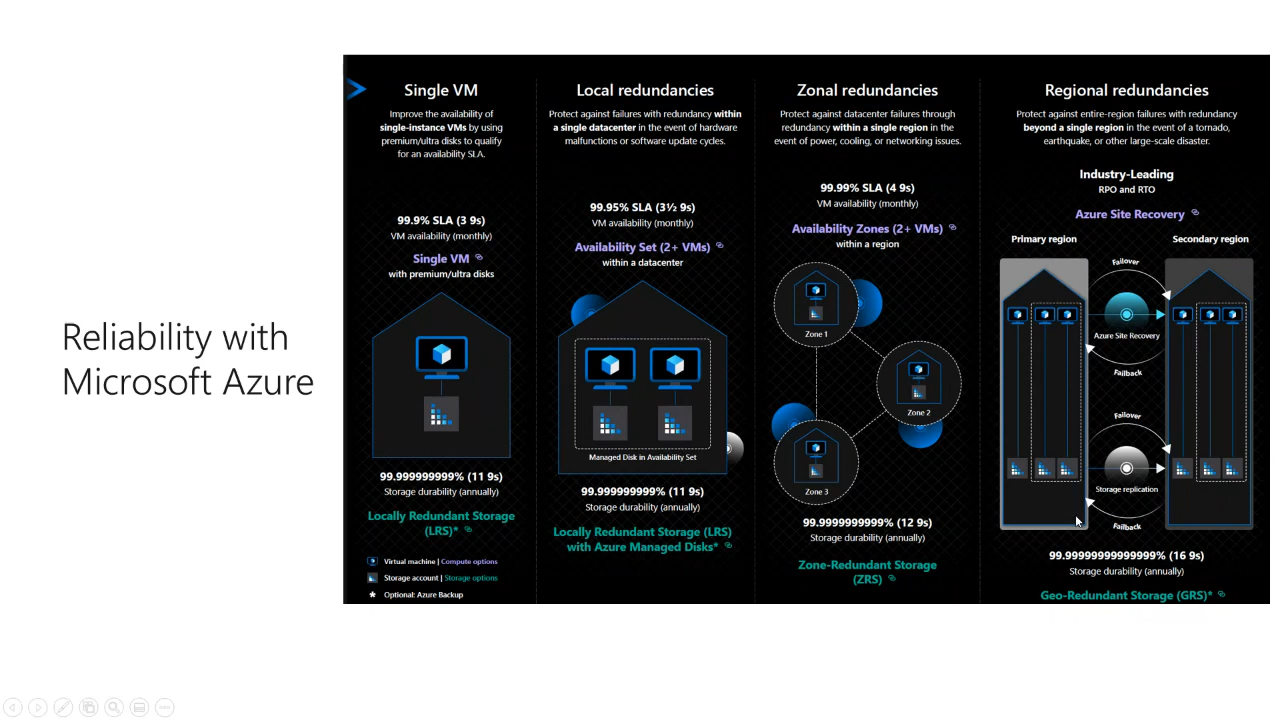 Reliability with
Microsoft Azure
Single VM
Improve the availability of
single-instance VMs by using
premium/ultra disks to qualify
for an availability SLA.
99.9% SLA (3 9s)
VM availability (monthly)
Single VM
with premium/ultra disks
99.999999999% (11 9s)
Storage durability (annually)
Locally Redundant Storage
(LRS)*
Virtual machine | Compute options
Storage account | Storage options
* Optional: Azure Backup
Local redundancies
Protect against failures with redundancy within
a single datacenter in the event of hardware
malfunctions or software update cycles.
99.95% SLA (3½ 9s)
VM availability (monthly)
Availability Set (2+ VMs)
within a datacenter
Managed Disk in Availability Set
99.999999999% (11 9s)
Storage durability (annually)
Locally Redundant Storage (LRS)
with Azure Managed Disks*
Zonal redundancies
Protect against datacenter failures through
redundancy within a single region in the
event of power, cooling, or networking issues.
99.99% SLA (4 9s)
VM availability (monthly)
Availability Zones (2+ VMs)
within a region
Zone 1
Zone 2
Zone 3
99.9999999999% (12 9s)
Storage durability (annually)
Zone-Redundant Storage
(ZRS)
Regional redundancies
Protect against entire-region failures with redundancy
beyond a single region in the event of a tornado,
earthquake, or other large-scale disaster.
Industry-Leading
RPO and RTO
Azure Site Recovery
Primary region
Secondary region
Failover
Azure Site Recovery
Failback
Failover
Storage replication
Failback
99.99999999999999% (16 9s)
Storage durability (annually)
Geo-Redundant Storage (GRS)*